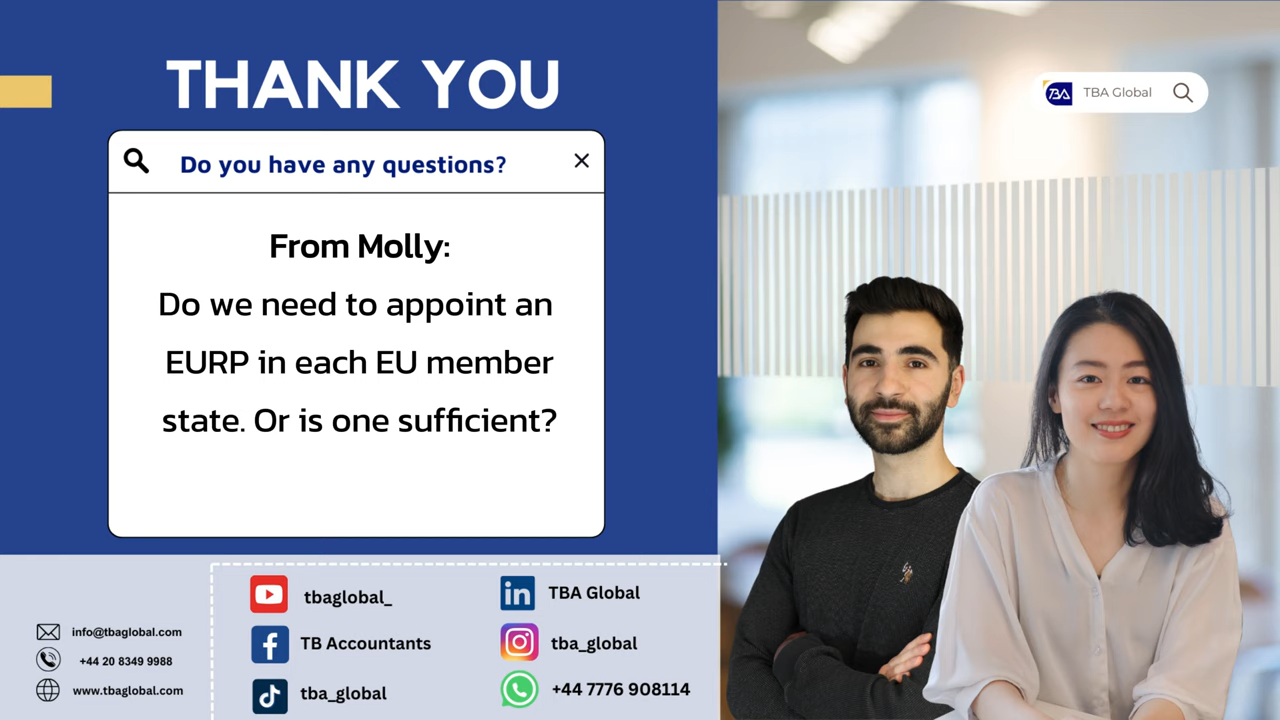 THANK YOU
Do you have any questions?
From Molly:
Do we need to appoint an
EURP in each EU member
state. Or is one sufficient?
TBA TBA Global
info@tbaglobal.com
+44 20 8349 9988
www.tbaglobal.com
tbaglobal_
TB Accountants
tba_global
TBA Global
tba_global
+44 7776 908114